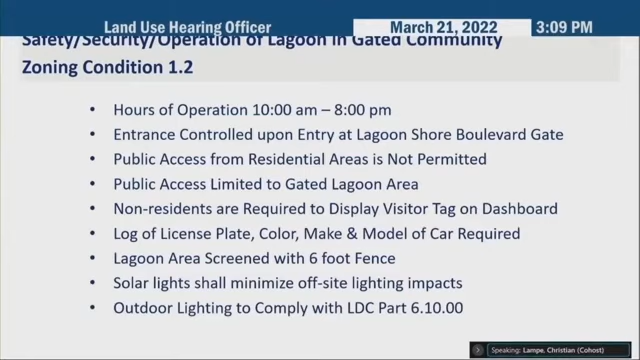 Land Use Hearing Officer
March 21, 2022
3:09 PM
Safety/Security/Operation of Lagoon in Gated Community
Zoning Condition 1.2
• Hours of Operation 10:00 am – 8:00 pm
• Entrance Controlled upon Entry at Lagoon Shore Boulevard Gate
• Public Access from Residential Areas is Not Permitted
• Public Access Limited to Gated Lagoon Area
• Non-residents are Required to Display Visitor Tag on Dashboard
• Log of License Plate, Color, Make & Model of Car Required
• Lagoon Area Screened with 6 foot Fence
• Solar lights shall minimize off-site lighting impacts
• Outdoor Lighting to Comply with LDC Part 6.10.00
Speaking: Lampe, Christian (Cohost)